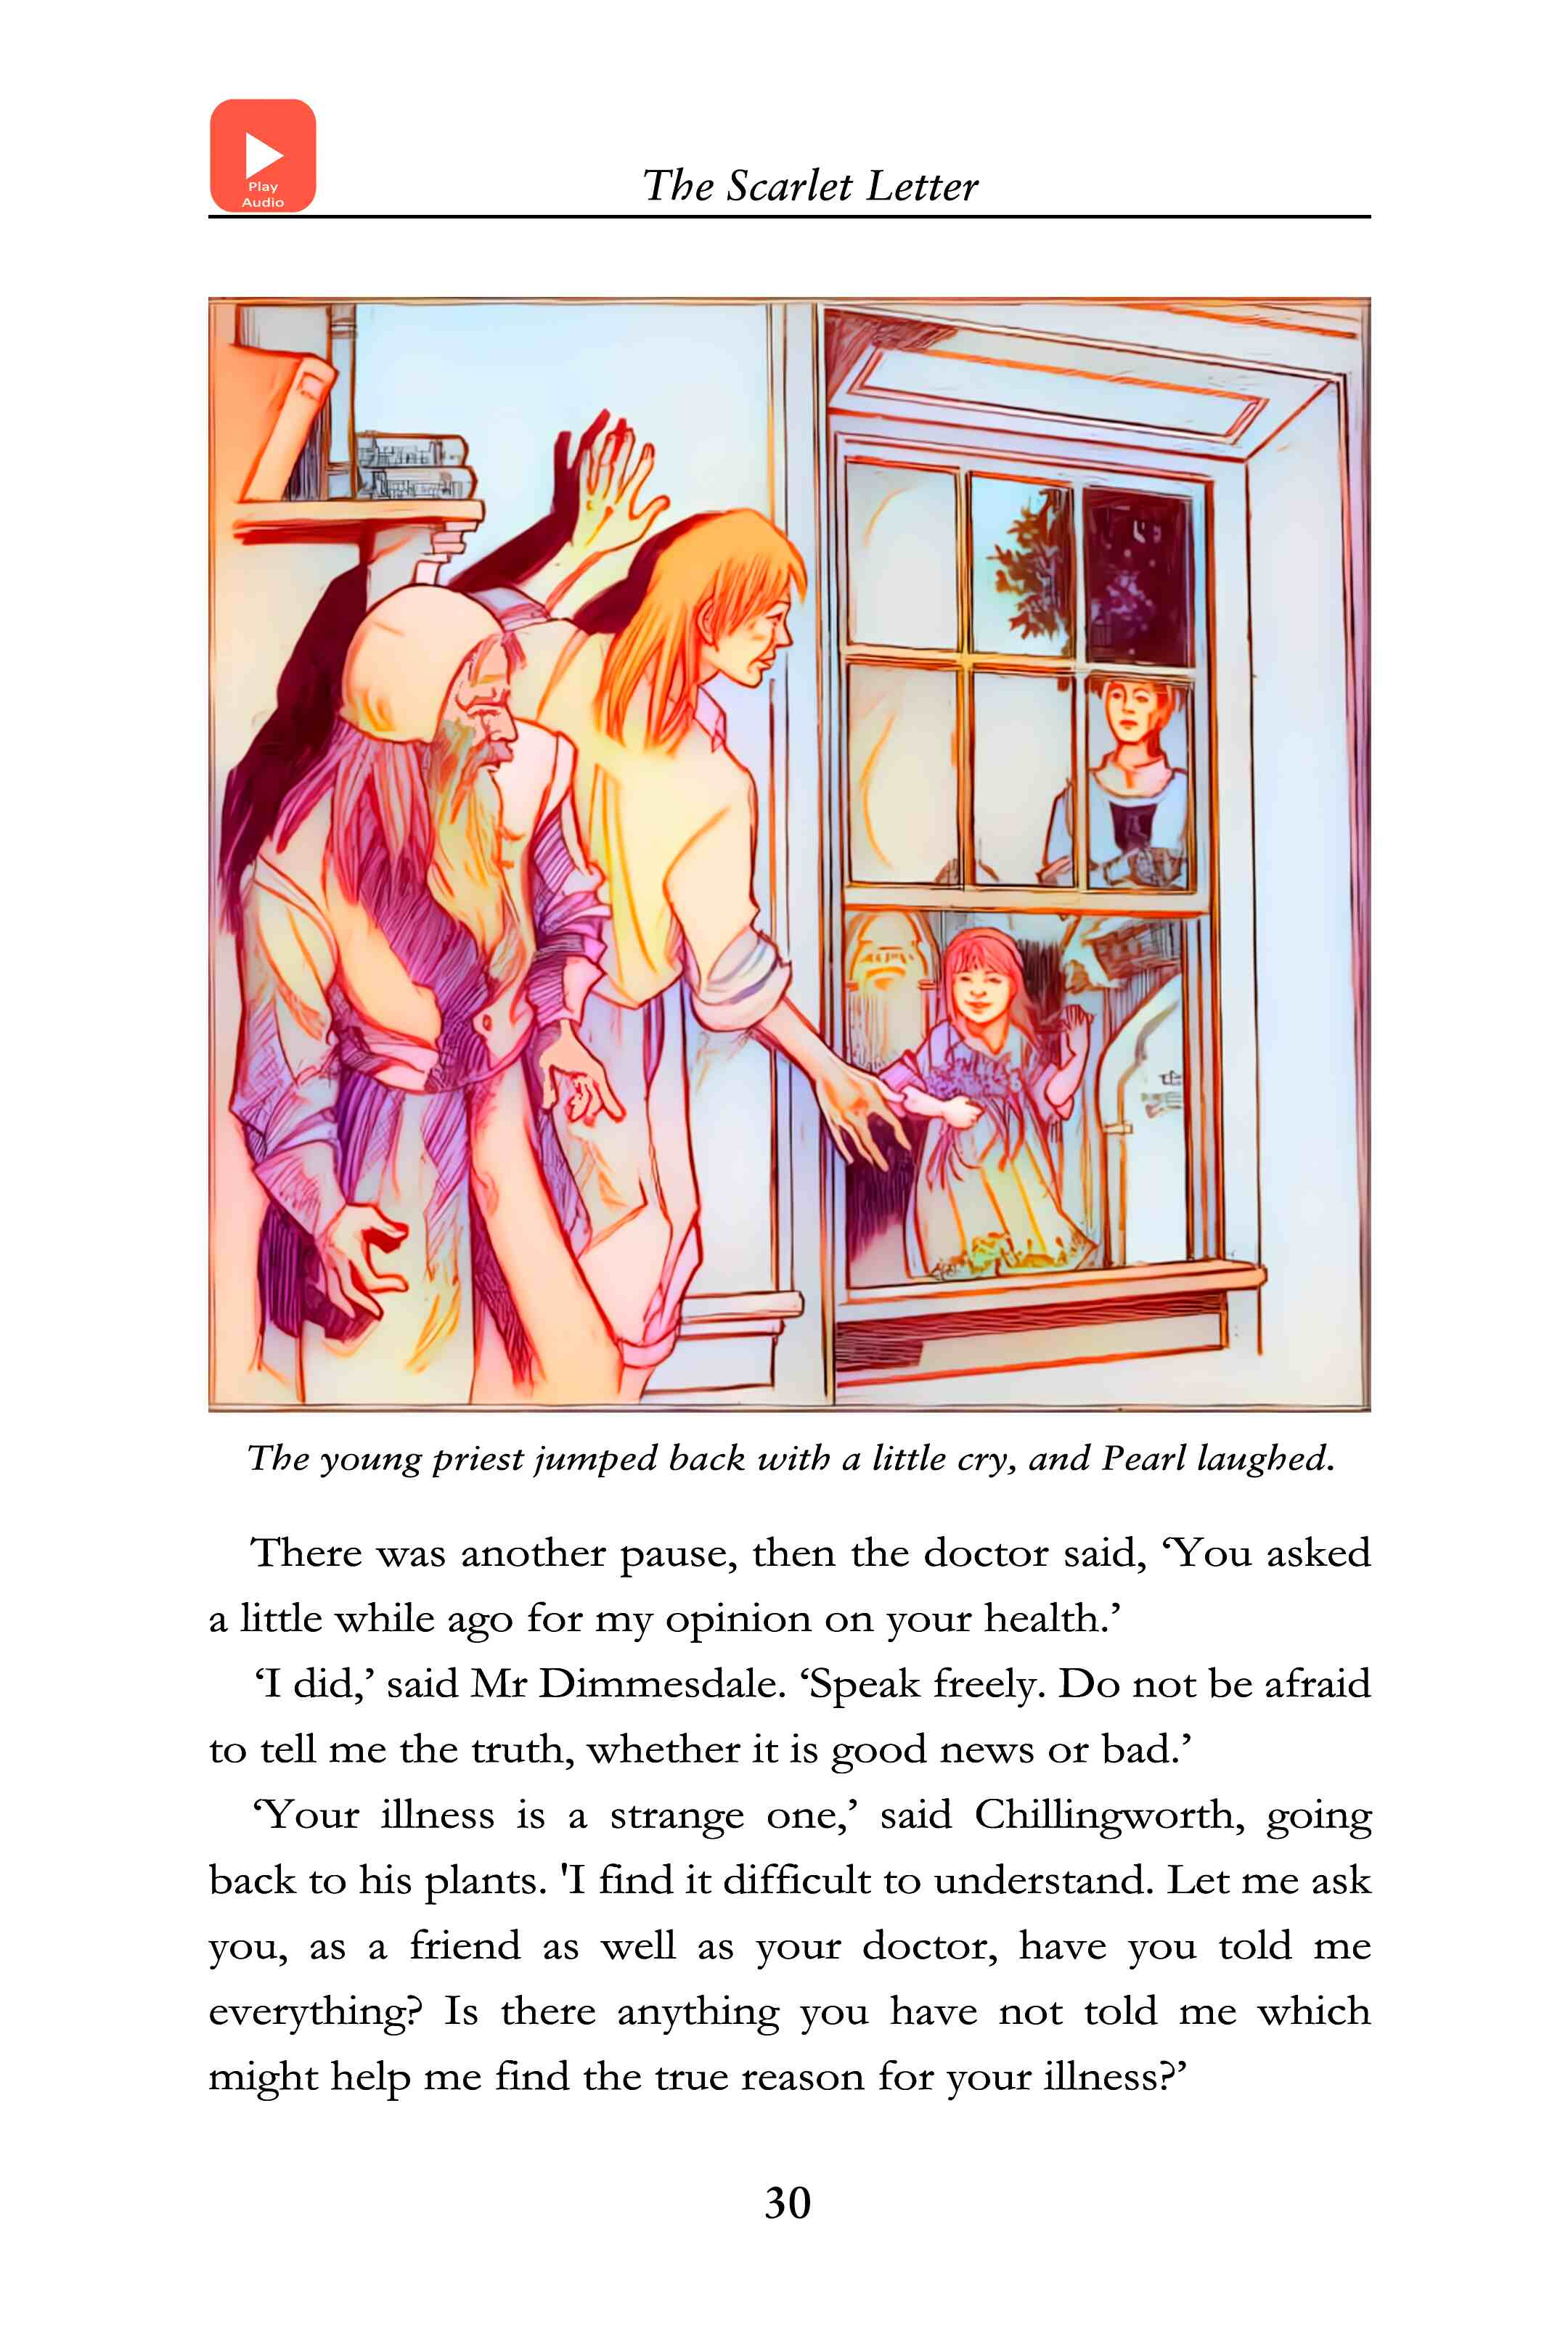 Play
Audio
The Scarlet Letter
The young priest jumped back with a little cry, and Pearl laughed.
There was another pause, then the doctor said, ‘You asked
a little while ago for my opinion on your health.’
‘I did,’ said Mr Dimmesdale. ‘Speak freely. Do not be afraid
to tell me the truth, whether it is good news or bad.’
‘Your illness is a strange one,’ said Chillingworth, going
back to his plants. 'I find it difficult to understand. Let me ask
you, as a friend as well as your doctor, have you told me
everything? Is there anything you have not told me which
might help me find the true reason for your illness?’
30